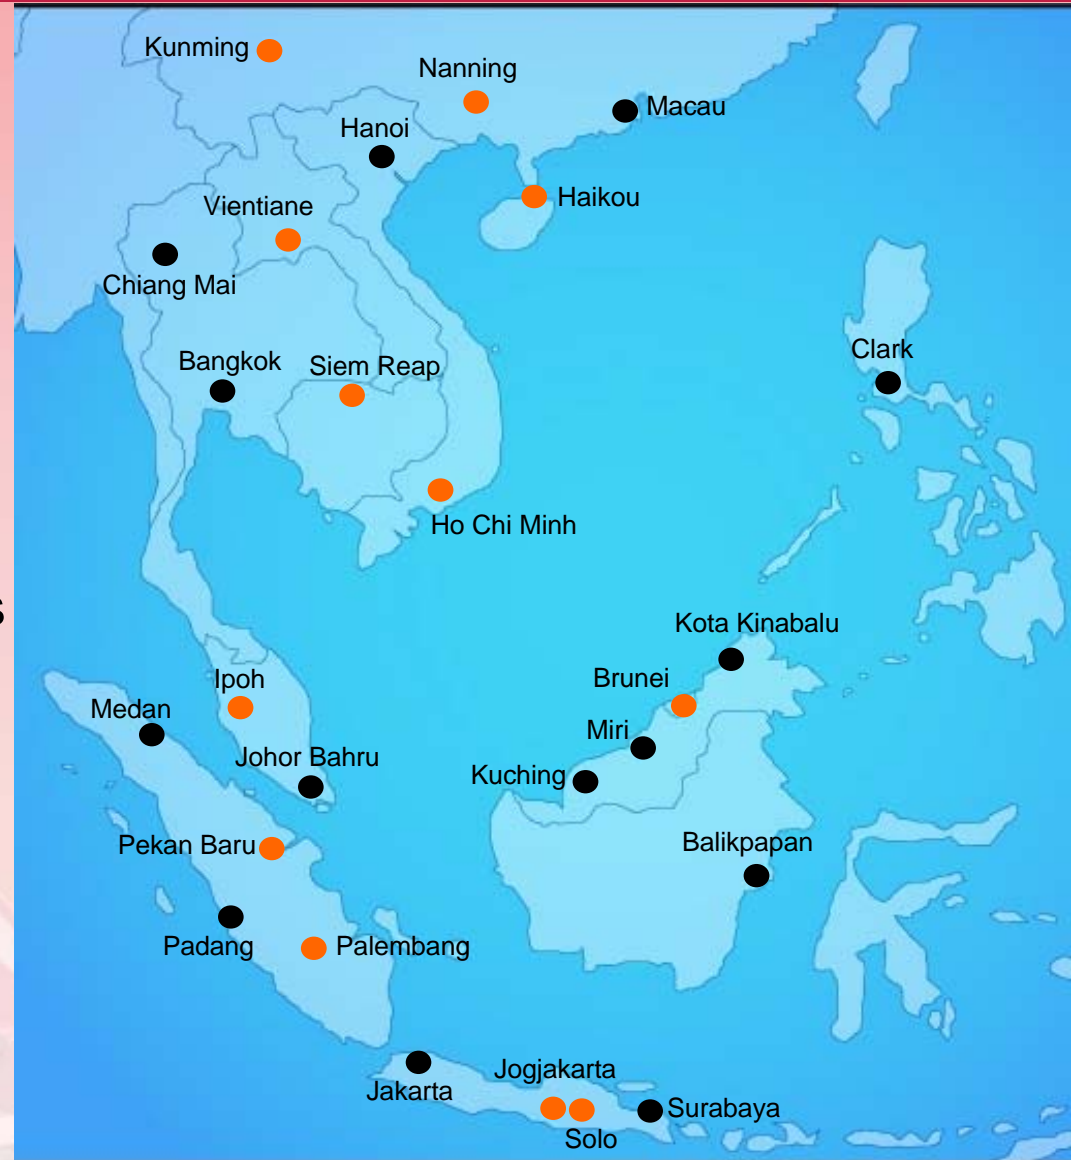 Kunming
Nanning
Macau
Hanoi
Haikou
Vientiane
Chiang Mai
Clark
Bangkok
Siem Reap
Ho Chi Minh
s
Kota Kinabalu
Ipoh
Brunei
Medan
Miri
Johor Bahru
Kuching
Pekan Baru
Balikpapan
Padang
Palembang
Jogjakarta
Jakarta
Surabaya
Solo